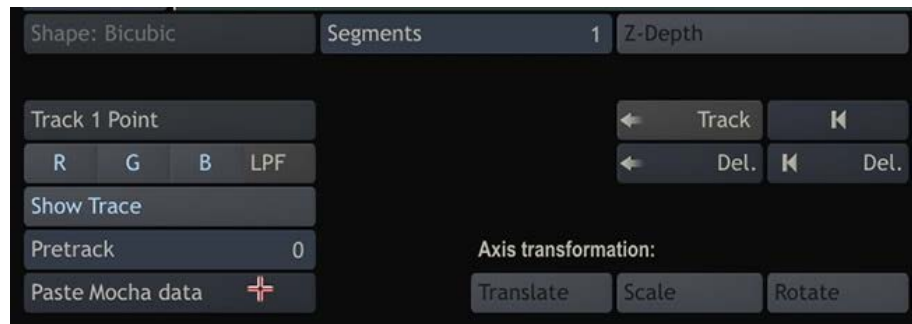 Shape: Bicubic Segments 1 Z-Depth
Track 1 Point Track
R G B LPF Del. Del.
Show Trace
Pretrack 0 Axis transformation:
Paste Mocha data Translate Scale Rotate